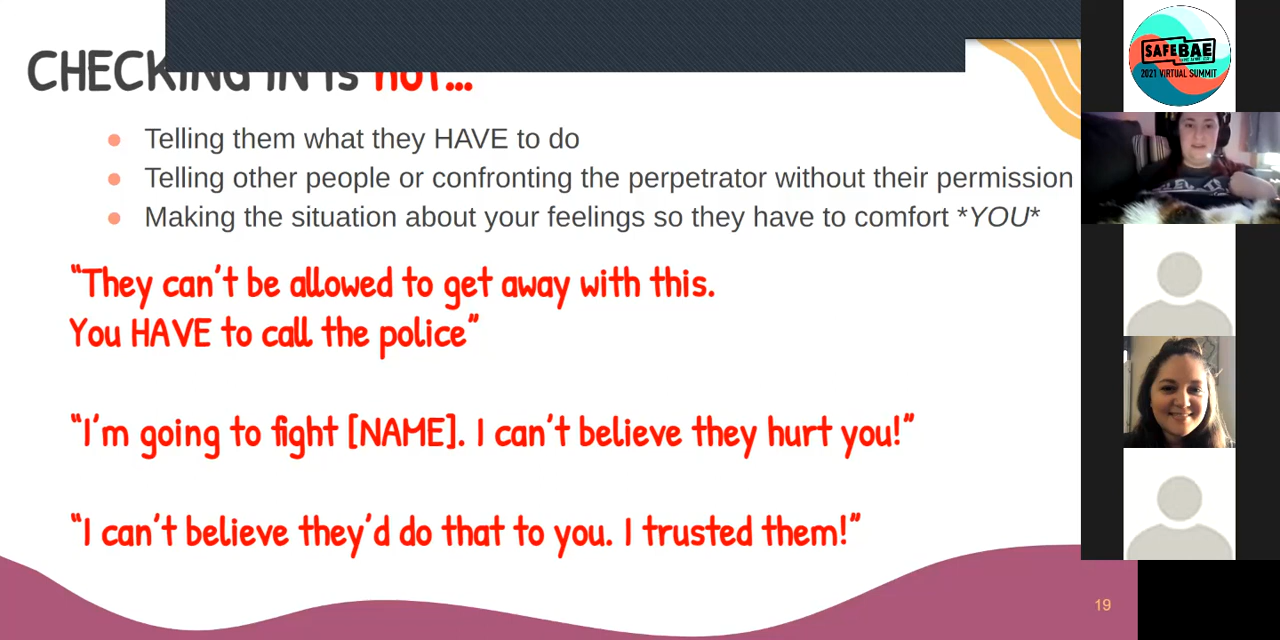 CHECKING IN is not...
SAFEBAE
2021 VIRTUAL SUMMIT
Telling them what they HAVE to do
Telling other people or confronting the perpetrator without their permission
Making the situation about your feelings so they have to comfort *YOU*
"They can't be allowed to get away with this.
You HAVE to call the police"
"I'm going to fight [NAME]. I can't believe they hurt you!"
"I can't believe they'd do that to you. I trusted them!"
19